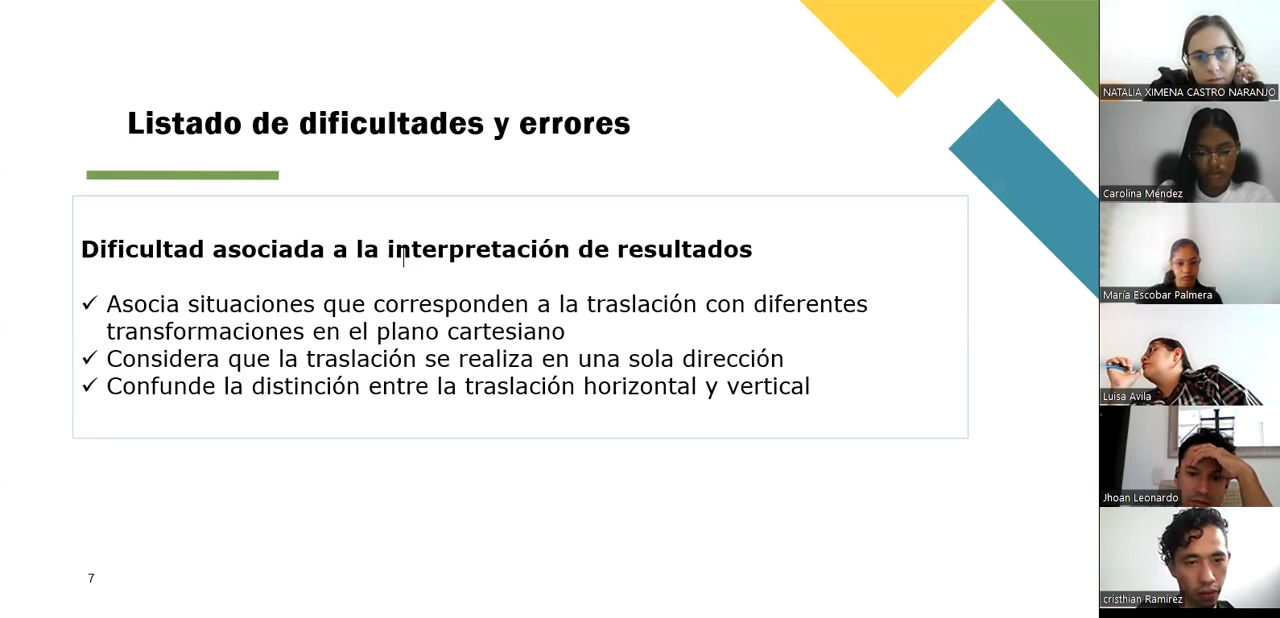 Listado de dificultades y errores
Dificultad asociada a la interpretación de resultados
✓ Asocia situaciones que corresponden a la traslación con diferentes
transformaciones en el plano cartesiano
✓ Considera que la traslación se realiza en una sola dirección
✓ Confunde la distinción entre la traslación horizontal y vertical
7
NATALIA XIMENA CASTRO NARANJO
Carolina Méndez
María Escobar Palmera
Luisa Avila
Jhoan Leonardo
cristhian Ramirez